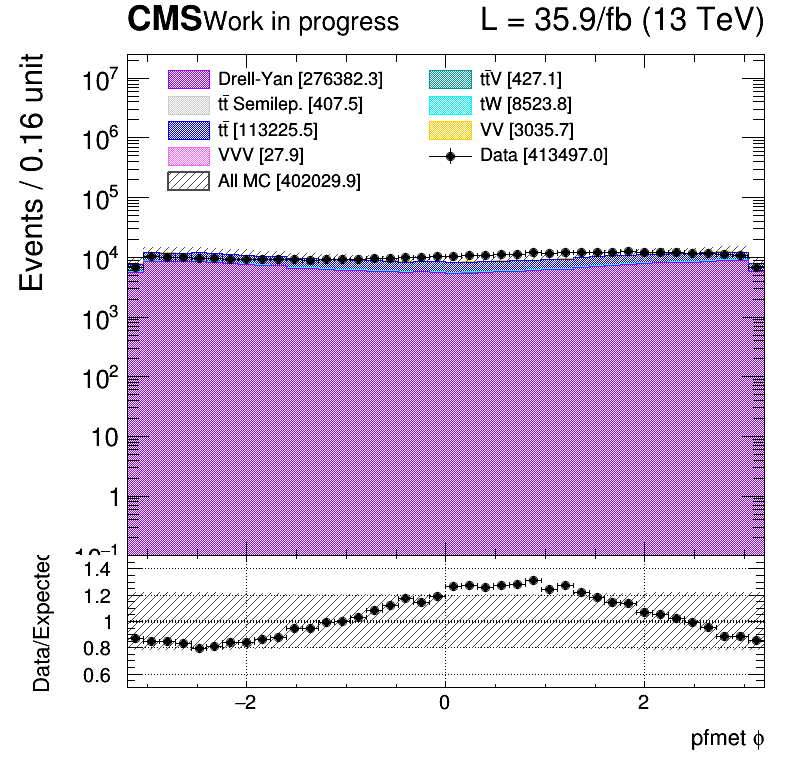 CMS Work in progress L = 35.9/fb (13 TeV)
Events / 0.16 unit
Drell-Yan [276382.3] tt̄V [427.1]
tt̄ Semilep. [407.5] tW [8523.8]
tt̄ [113225.5] VV [3035.7]
VVV [27.9] Data [413497.0]
All MC [402029.9]
10⁷
10⁶
10⁵
10⁴
10³
10²
10
1
Data/Expected
1.4
1.2
1
0.8
0.6
−2 0 2
pfmet ϕ